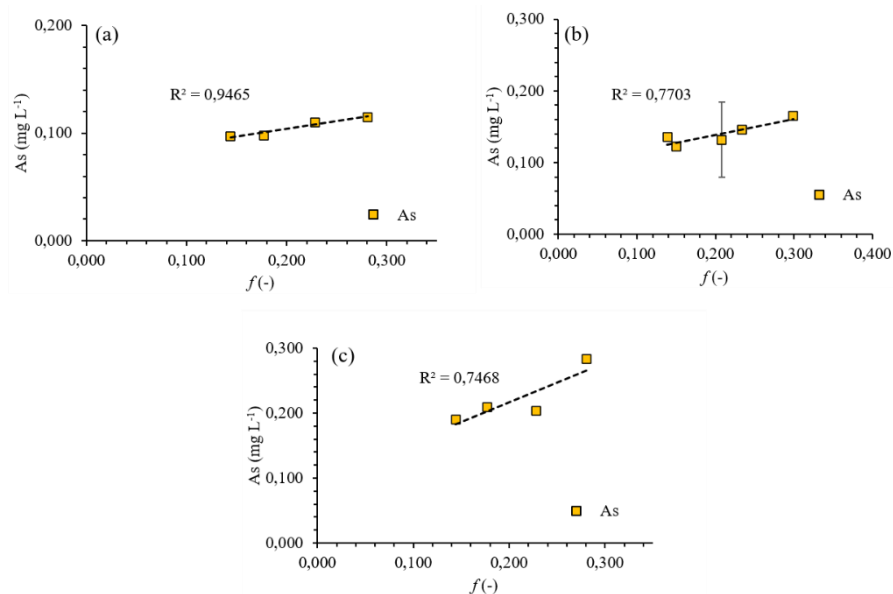 (a)
0,200
R² = 0,9465
As (mg L⁻¹)
0,100
As
0,000
0,000 0,100 0,200 0,300
f (-)
(b)
0,300
R² = 0,7703
As (mg L⁻¹)
0,200
0,100
As
0,000
0,000 0,100 0,200 0,300 0,400
f (-)
(c)
0,300
R² = 0,7468
As (mg L⁻¹)
0,200
0,100
As
0,000
0,000 0,100 0,200 0,300
f (-)